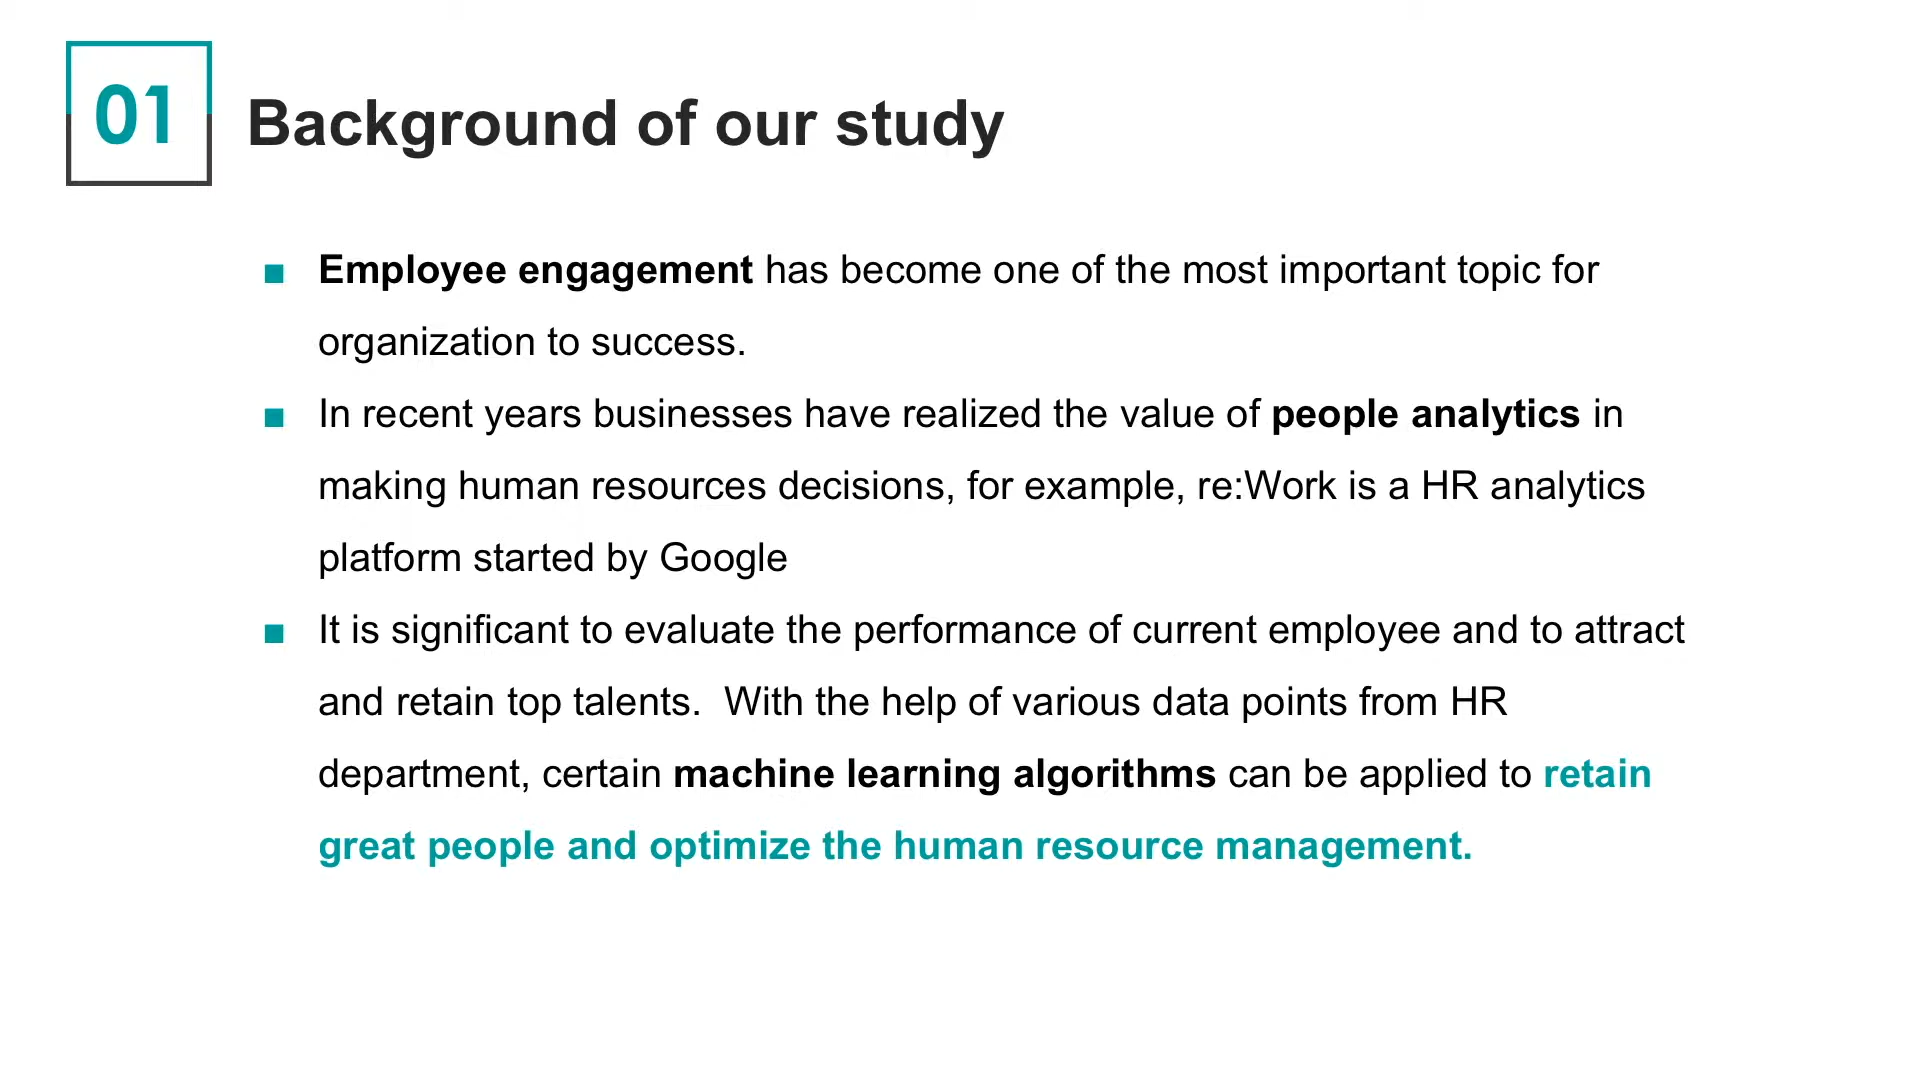 01
Background of our study
■ Employee engagement has become one of the most important topic for
organization to success.
■ In recent years businesses have realized the value of people analytics in
making human resources decisions, for example, re:Work is a HR analytics
platform started by Google
■ It is significant to evaluate the performance of current employee and to attract
and retain top talents.  With the help of various data points from HR
department, certain machine learning algorithms can be applied to retain
great people and optimize the human resource management.